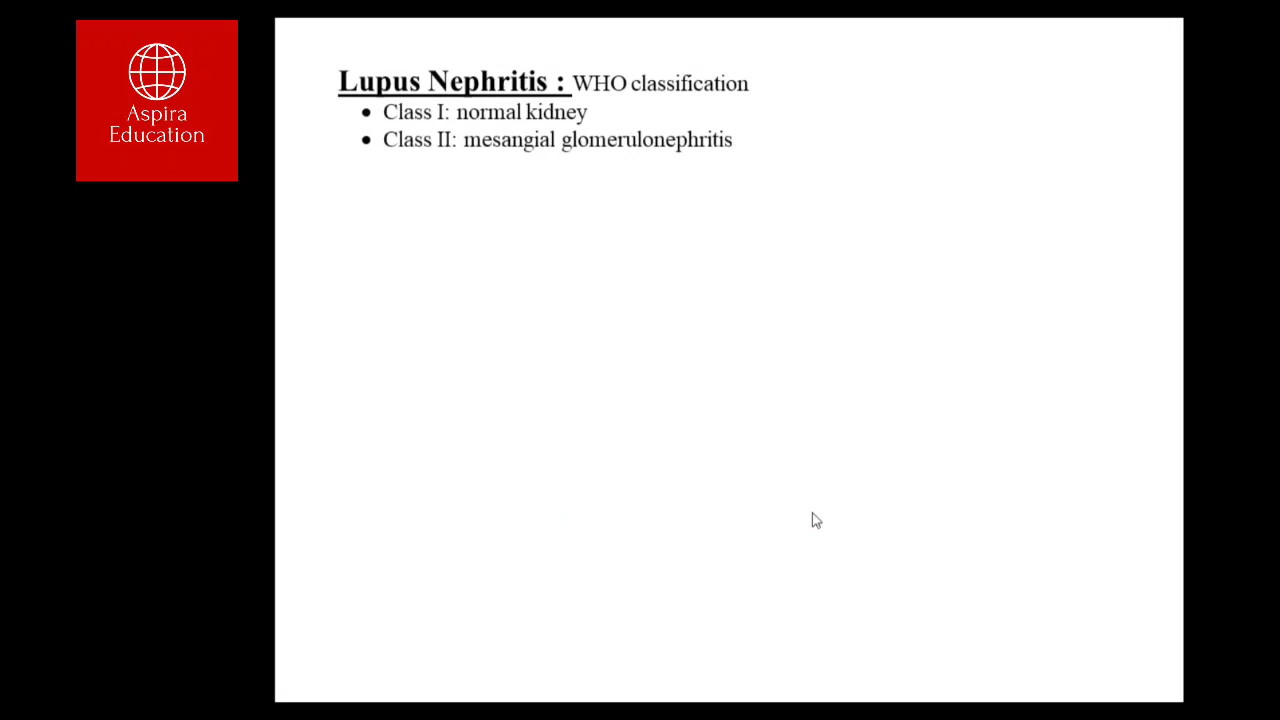 Aspira
Education
Lupus Nephritis : WHO classification
• Class I: normal kidney
• Class II: mesangial glomerulonephritis